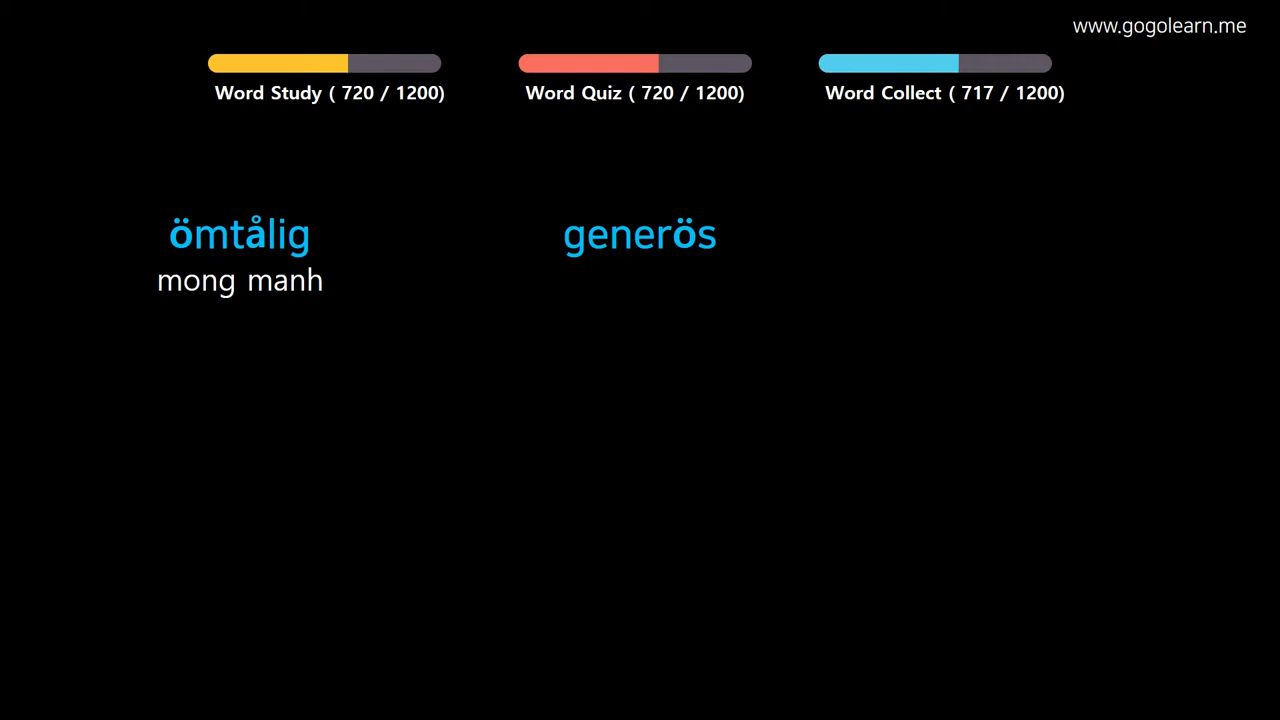 www.gogolearn.me
Word Study ( 720 / 1200)
Word Quiz ( 720 / 1200)
Word Collect ( 717 / 1200)
ömtålig
mong manh
generös